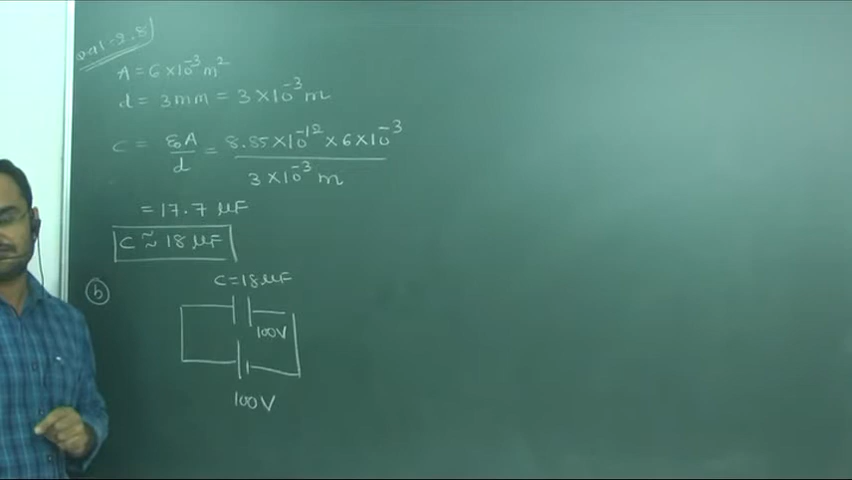 Q:- 2.8
A = 6×10⁻³ m²
d = 3mm = 3×10⁻³ m
C = ε₀A/d = 8.85×10⁻¹²×6×10⁻³ / 3×10⁻³ m
= 17.7 μF
C ≈ 18 μF
(b)
C=18μF
100V
100V